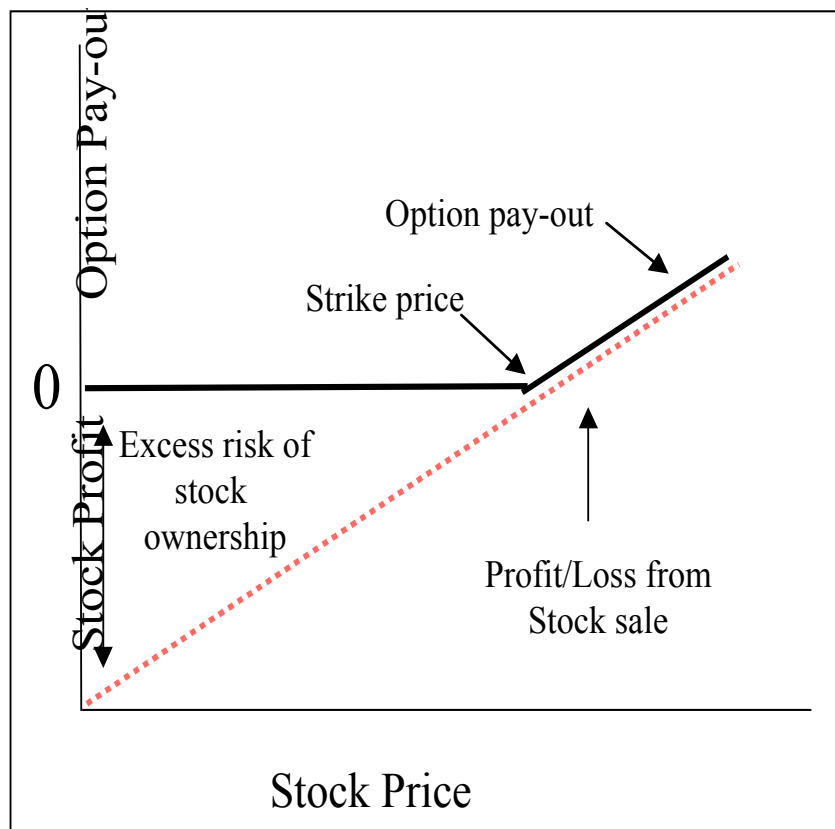 Option Pay-ou
Option pay-out
Strike price
0
Stock Profit
Excess risk of
stock
ownership
Profit/Loss from
Stock sale
Stock Price